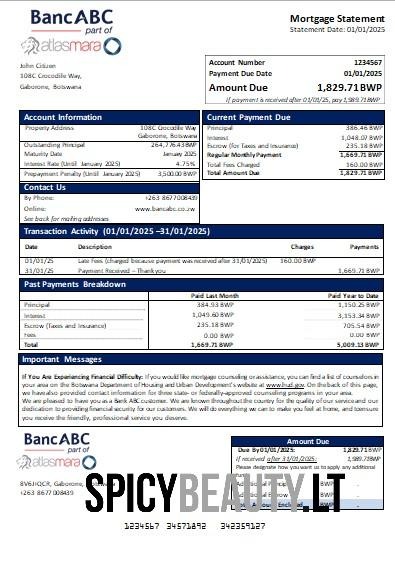 BancABC
part of
atlasmara
Mortgage Statement
Statement Date: 01/01/2025
John Citizen
108C Crocodile Way,
Gaborone, Botswana
Account Number 1234567
Payment Due Date 01/01/2025
Amount Due 1,829.71BWP
If payment is received after 01/01/25, pay 1,989.71BWP
Account Information
Property Address 108C Crocodile Way
Gaborone, Botswana
Outstanding Principal 264,776.43BWP
Maturity Date January 2025
Interest Rate (Until January 2025) 4.75%
Prepayment Penalty (Until January 2025) 3,500.00 BWP
Contact Us
By Phone: +263 8677008439
Online: www.bancabc.co.zw
See back for mailing addresses
Current Payment Due
Principal 386.46 BWP
Interest 1,048.07 BWP
Escrow (for Taxes and Insurance) 235.18 BWP
Regular Monthly Payment 1,669.71 BWP
Total Fees Charged 160.00 BWP
Total Amount Due 1,829.71 BWP
Transaction Activity (01/01/2025 –31/01/2025)
Date Description Charges Payments
01/01/25 Late Fees (charged because payment was received after 31/01/2025) 160.00 BWP
31/01/25 Payment Received – Thank you 1,669.71 BWP
Past Payments Breakdown
Paid Last Month Paid Year to Date
Principal 384.93 BWP 1,150.25 BWP
Interest 1,049.60 BWP 3,153.34 BWP
Escrow (Taxes and Insurance) 235.18 BWP 705.54 BWP
Fees 0.00 BWP 0.00 BWP
Total 1,669.71 BWP 5,009.13 BWP
Important Messages
If You Are Experiencing Financial Difficulty: If you would like mortgage counseling or assistance, you can find a list of counselors in
your area on the Botswana Department of Housing and Urban Development's website at www.hud.gov. On the back of this page,
we have also provided contact information for three state- or federally-approved counseling programs in your area.
We are pleased to have you as a Bank ABC customer. We are known throughout the country for the quality of our service and our
dedication to providing financial security for our customers. We will do everything we can to make you feel at home, and to ensure
you receive the friendly, professional service you deserve.
BancABC
part of
atlasmara
8V6J+QCR, Gaborone,
+263 8677008439
Amount Due
Due By 01/01/2025: 1,829.71 BWP
if received after 31/01/25: 1,989.71BWP
Please designate how you want us to apply any additional
Additional BWP
Additional Escrow BWP
Total Amount Enclosed BWP
SPICYBEAUTY.LT
1234567 34571892 342359127